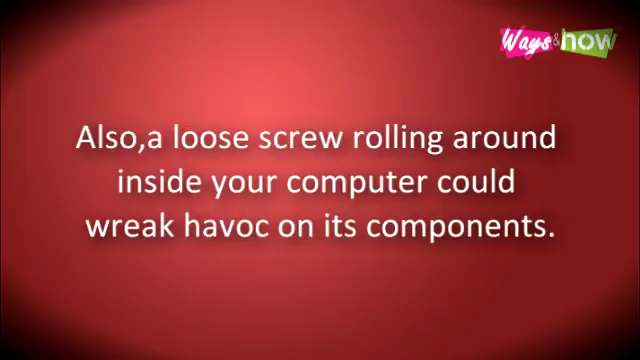 Ways&how
Also,a loose screw rolling around
inside your computer could
wreak havoc on its components.